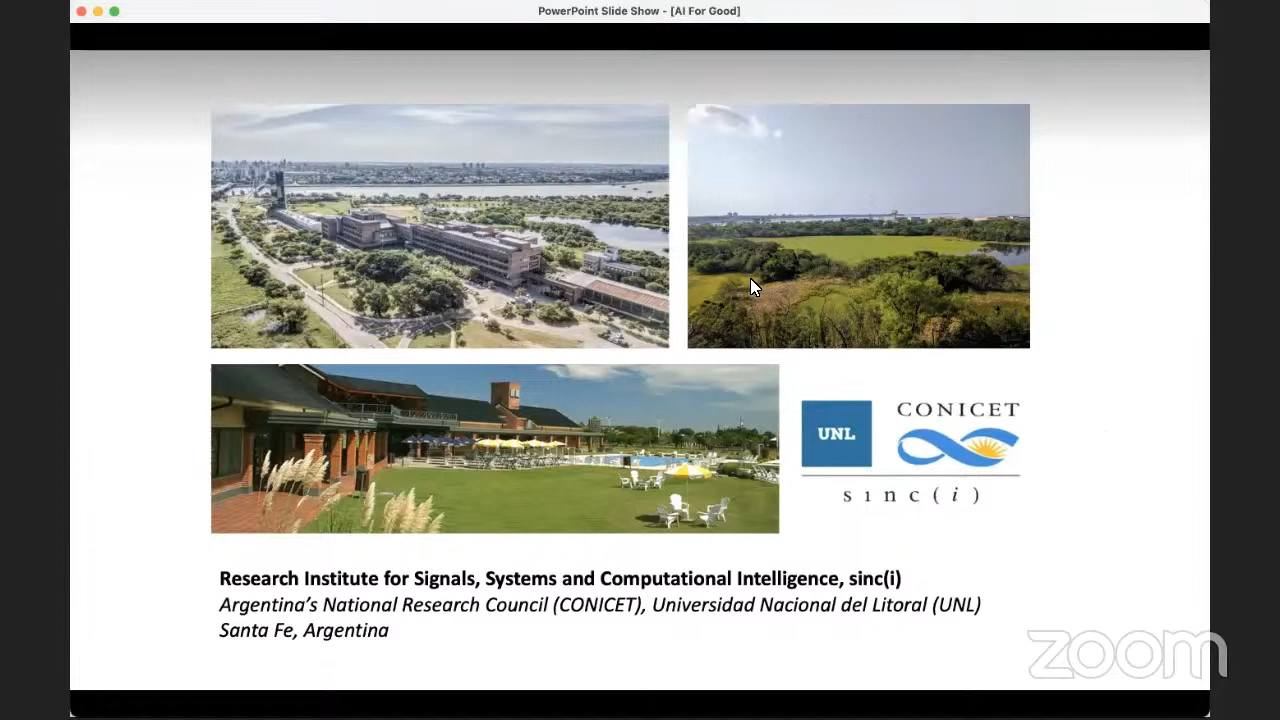 PowerPoint Slide Show - [AI For Good]
UNL
CONICET
sınc(i)
Research Institute for Signals, Systems and Computational Intelligence, sinc(i)
Argentina's National Research Council (CONICET), Universidad Nacional del Litoral (UNL)
Santa Fe, Argentina
zoom